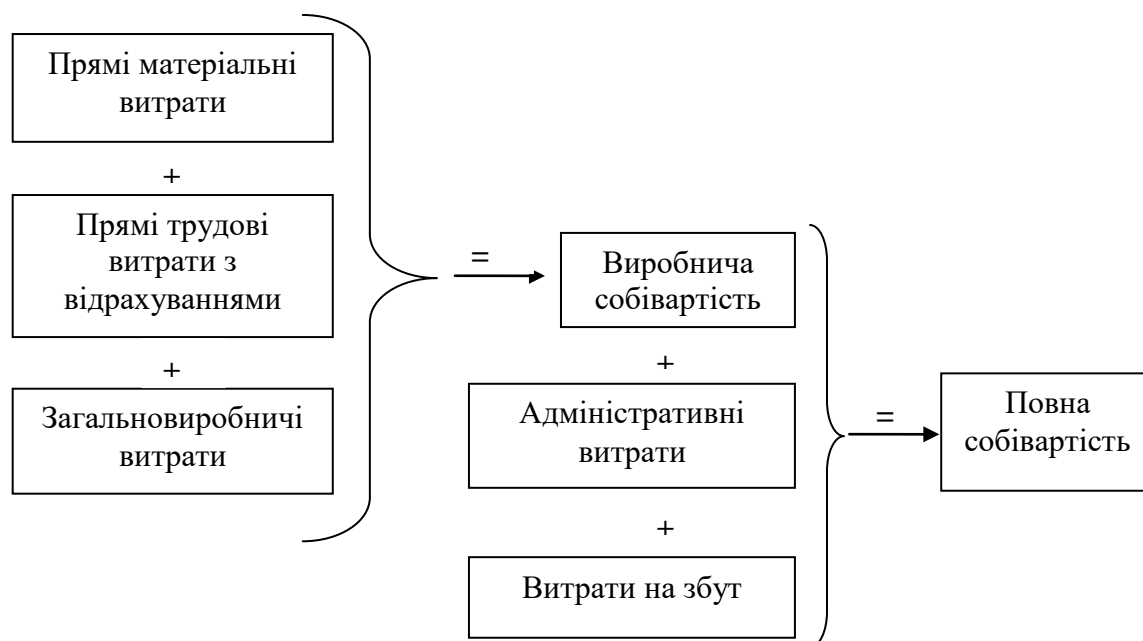 Прямі матеріальні
витрати
+
Прямі трудові
витрати з
відрахуваннями
+
Загальновиробничі
витрати
=
Виробнича
собівартість
+
Адміністративні
витрати
+
Витрати на збут
=
Повна
собівартість